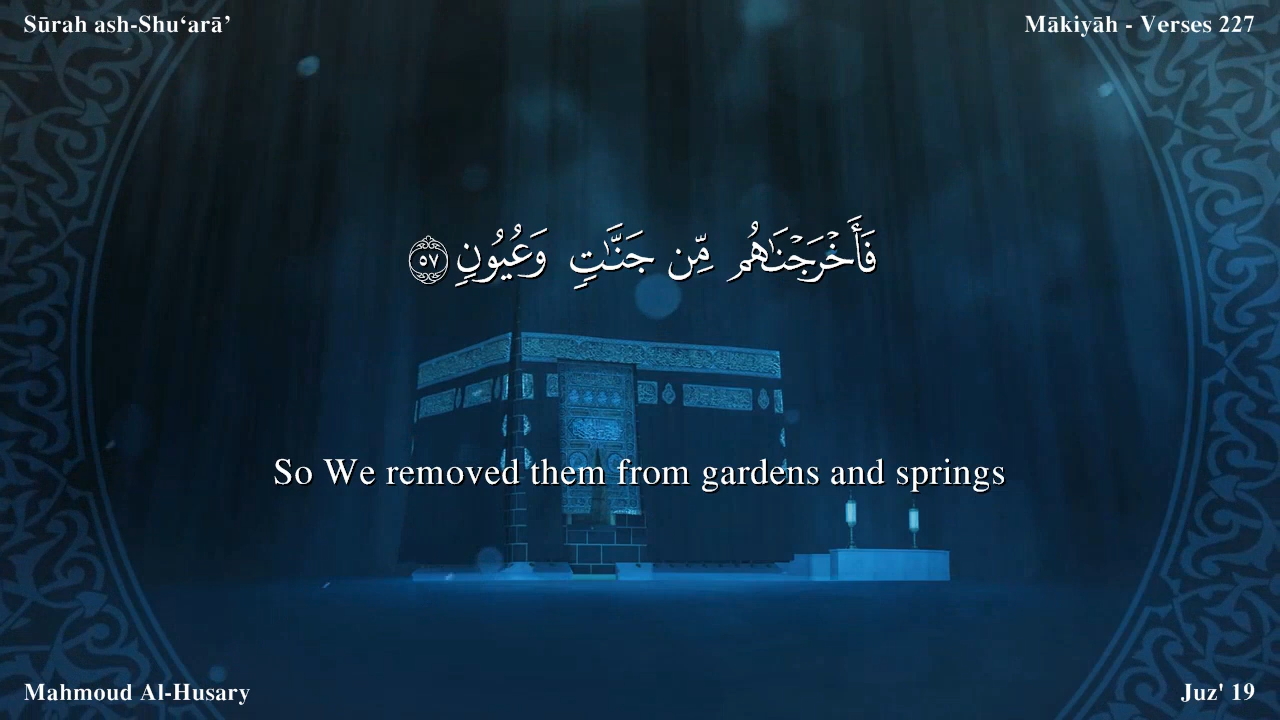 Sūrah ash-Shu‘arā’
Mākiyāh - Verses 227
فَأَخْرَجْنَٰهُم مِّن جَنَّٰتٍ وَعُيُونٍ ٥٧
So We removed them from gardens and springs
Mahmoud Al-Husary
Juz' 19